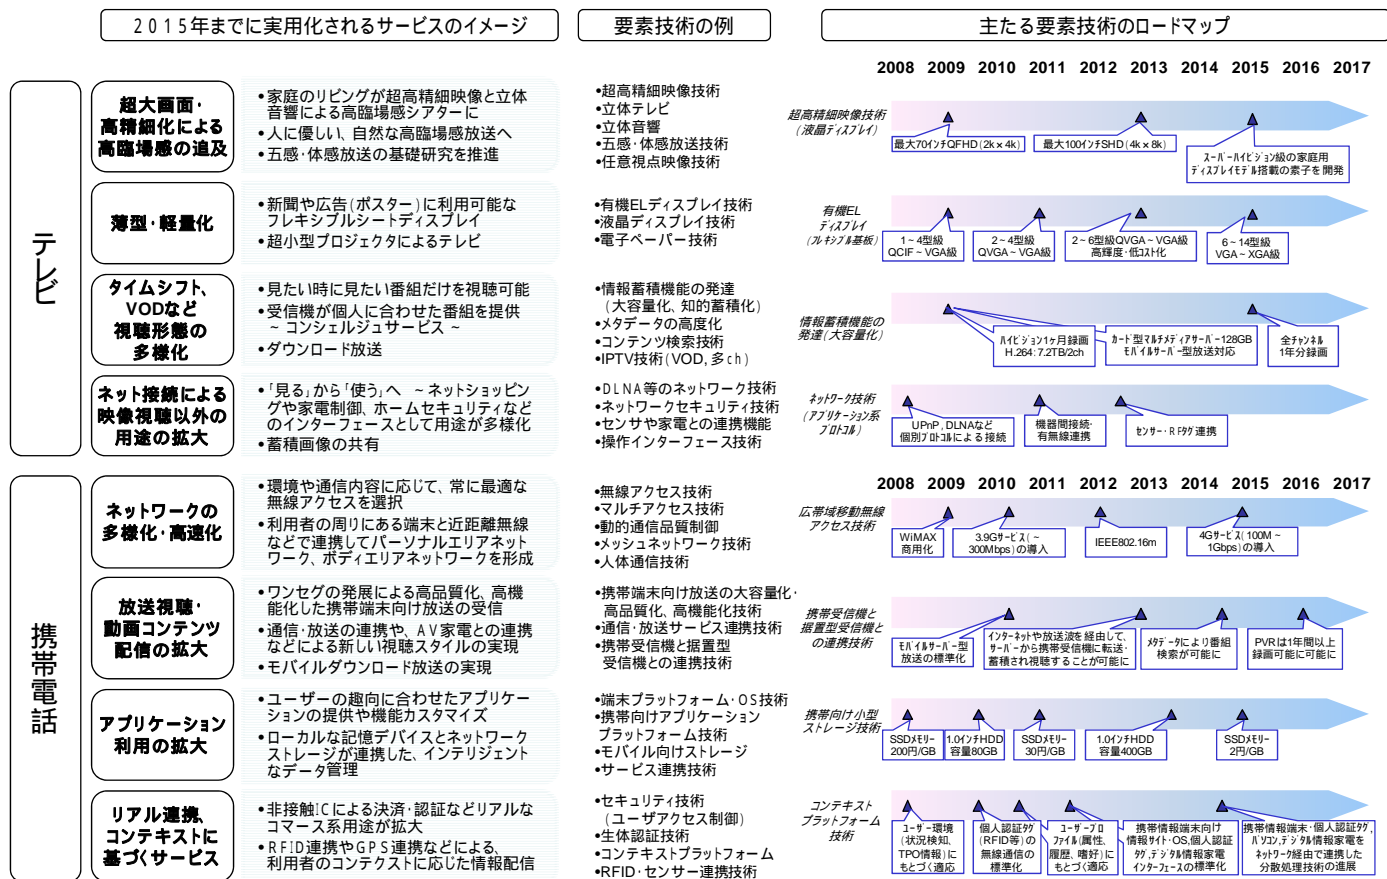 2015年までに実用化されるサービスのイメージ
要素技術の例
主たる要素技術のロードマップ
2008 2009 2010 2011 2012 2013 2014 2015 2016 2017
テレビ
超大画面・
高精細化による
高臨場感の追及
•家庭のリビングが超高精細映像と立体
音響による高臨場感シアターに
•人に優しい、自然な高臨場感放送へ
•五感・体感放送の基礎研究を推進
•超高精細映像技術
•立体テレビ
•立体音響
•五感・体感放送技術
•任意視点映像技術
超高精細映像技術
(液晶ディスプレイ)
最大70インチQFHD(2k×4k)
最大100インチSHD(4k×8k)
スーパーハイビジョン級の家庭用
ディスプレイモデル搭載の素子を開発
薄型・軽量化
•新聞や広告(ポスター)に利用可能な
フレキシブルシートディスプレイ
•超小型プロジェクタによるテレビ
•有機ELディスプレイ技術
•液晶ディスプレイ技術
•電子ペーパー技術
有機EL
ディスプレイ
(フレキシブル基板)
1~4型級
QCIF~VGA級
2~4型級
QVGA~VGA級
2~6型級QVGA~VGA級
高輝度・低コスト化
6~14型級
VGA~XGA級
タイムシフト、
VODなど
視聴形態の
多様化
•見たい時に見たい番組だけを視聴可能
•受信機が個人に合わせた番組を提供
~コンシェルジュサービス~
•ダウンロード放送
•情報蓄積機能の発達
(大容量化、知的蓄積化)
•メタデータの高度化
•コンテンツ検索技術
•IPTV技術(VOD,多ch)
情報蓄積機能の
発達(大容量化)
ハイビジョン1ヶ月録画
H.264:7.2TB/2ch
カード型マルチメディアサーバー128GB
モバイルサーバー型放送対応
全チャンネル
1年分録画
ネット接続による
映像視聴以外の
用途の拡大
•「見る」から「使う」へ ~ネットショッピン
グや家電制御、ホームセキュリティなど
のインターフェースとして用途が多様化
•蓄積画像の共有
•DLNA等のネットワーク技術
•ネットワークセキュリティ技術
•センサや家電との連携機能
•操作インターフェース技術
ネットワーク技術
(アプリケーション系
プロトコル)
UPnP,DLNAなど
個別プロトコルによる接続
機器間接続・
有無線連携
センサー・RFタグ連携
携帯電話
2008 2009 2010 2011 2012 2013 2014 2015 2016 2017
ネットワークの
多様化・高速化
•環境や通信内容に応じて、常に最適な
無線アクセスを選択
•利用者の周りにある端末と近距離無線
などで連携してパーソナルエリアネット
ワーク、ボディエリアネットワークを形成
•無線アクセス技術
•マルチアクセス技術
•動的通信品質制御
•メッシュネットワーク技術
•人体通信技術
広帯域移動無線
アクセス技術
WiMAX
商用化
3.9Gサービス(~
300Mbps)の導入
IEEE802.16m
4Gサービス(100M~
1Gbps)の導入
放送視聴・
動画コンテンツ
配信の拡大
•ワンセグの発展による高品質化、高機
能化した携帯端末向け放送の受信
•通信・放送の連携や、AV家電との連携
などによる新しい視聴スタイルの実現
•モバイルダウンロード放送の実現
•携帯端末向け放送の大容量化・
高品質化、高機能化技術
•通信・放送サービス連携技術
•携帯受信機と据置型
受信機との連携技術
携帯受信機と
据置型受信機と
の連携技術
モバイルサーバー型
放送の標準化
インターネットや放送波を経由して、
サーバーから携帯受信機に転送・
蓄積され視聴することが可能に
メタデータにより番組
検索が可能に
PVRは1年間以上
録画可能に可能に
アプリケーション
利用の拡大
•ユーザーの趣向に合わせたアプリケー
ションの提供や機能カスタマイズ
•ローカルな記憶デバイスとネットワーク
ストレージが連携した、インテリジェント
なデータ管理
•端末プラットフォーム・OS技術
•携帯向けアプリケーション
プラットフォーム技術
•モバイル向けストレージ
•サービス連携技術
携帯向け小型
ストレージ技術
SSDメモリー
200円/GB
1.0インチHDD
容量80GB
SSDメモリー
30円/GB
1.0インチHDD
容量400GB
SSDメモリー
2円/GB
リアル連携、
コンテキストに
基づくサービス
•非接触ICによる決済・認証などリアルな
コマース系用途が拡大
•RFID連携やGPS連携などによる、
利用者のコンテクストに応じた情報配信
•セキュリティ技術
(ユーザアクセス制御)
•生体認証技術
•コンテキストプラットフォーム
•RFID・センサー連携技術
コンテキスト
プラットフォーム
技術
ユーザー環境
(状況検知、
TPO情報)に
もとづく適応
個人認証タグ
(RFID等)の
無線通信の
標準化
ユーザープロ
ファイル(属性、
履歴、嗜好)に
もとづく適応
携帯情報端末向け
情報サイト・OS,個人認証
タグ,デジタル情報家電
インターフェースの標準化
携帯情報端末・個人認証タグ,
パソコン,デジタル情報家電を
ネットワーク経由で連携した
分散処理技術の進展